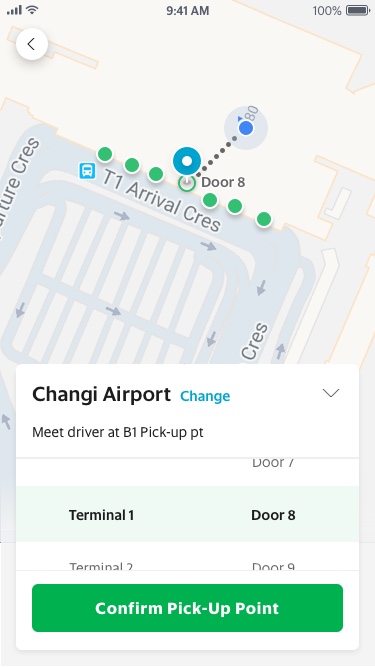 9:41 AM
100%
80
Door 8
T1 Arrival Cres
arture Cres
Cres
Changi Airport Change
Meet driver at B1 Pick-up pt
Door 7
Terminal 1 Door 8
Terminal 2 Door 9
Confirm Pick-Up Point